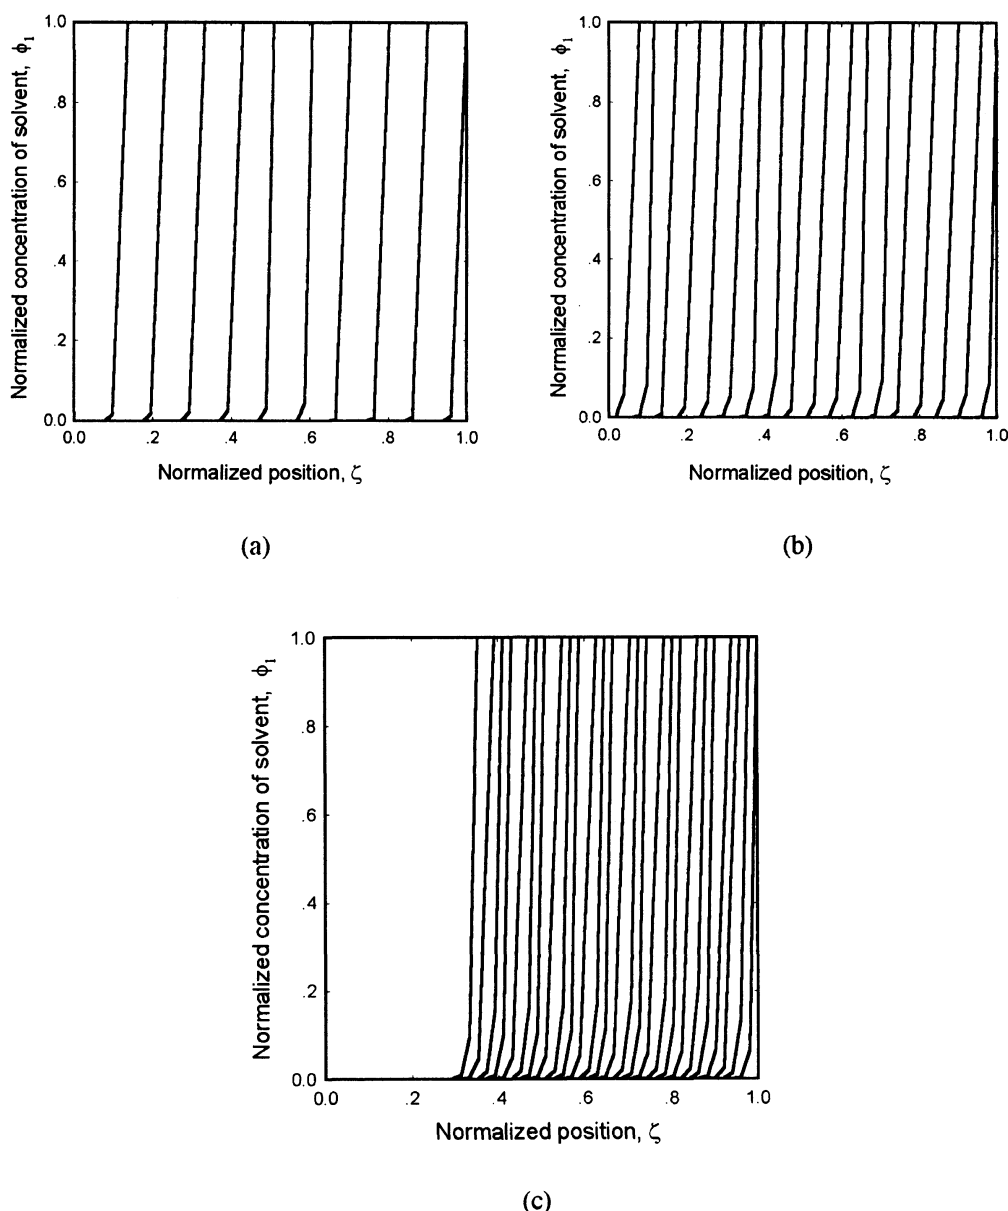 Normalized concentration of solvent, ϕ₁
1.0
.8
.6
.4
.2
0.0
0.0 .2 .4 .6 .8 1.0
Normalized position, ζ
(a)
Normalized concentration of solvent, ϕ₁
1.0
.8
.6
.4
.2
0.0
0.0 .2 .4 .6 .8 1.0
Normalized position, ζ
(b)
Normalized concentration of solvent, ϕ₁
1.0
.8
.6
.4
.2
0.0
0.0 .2 .4 .6 .8 1.0
Normalized position, ζ
(c)